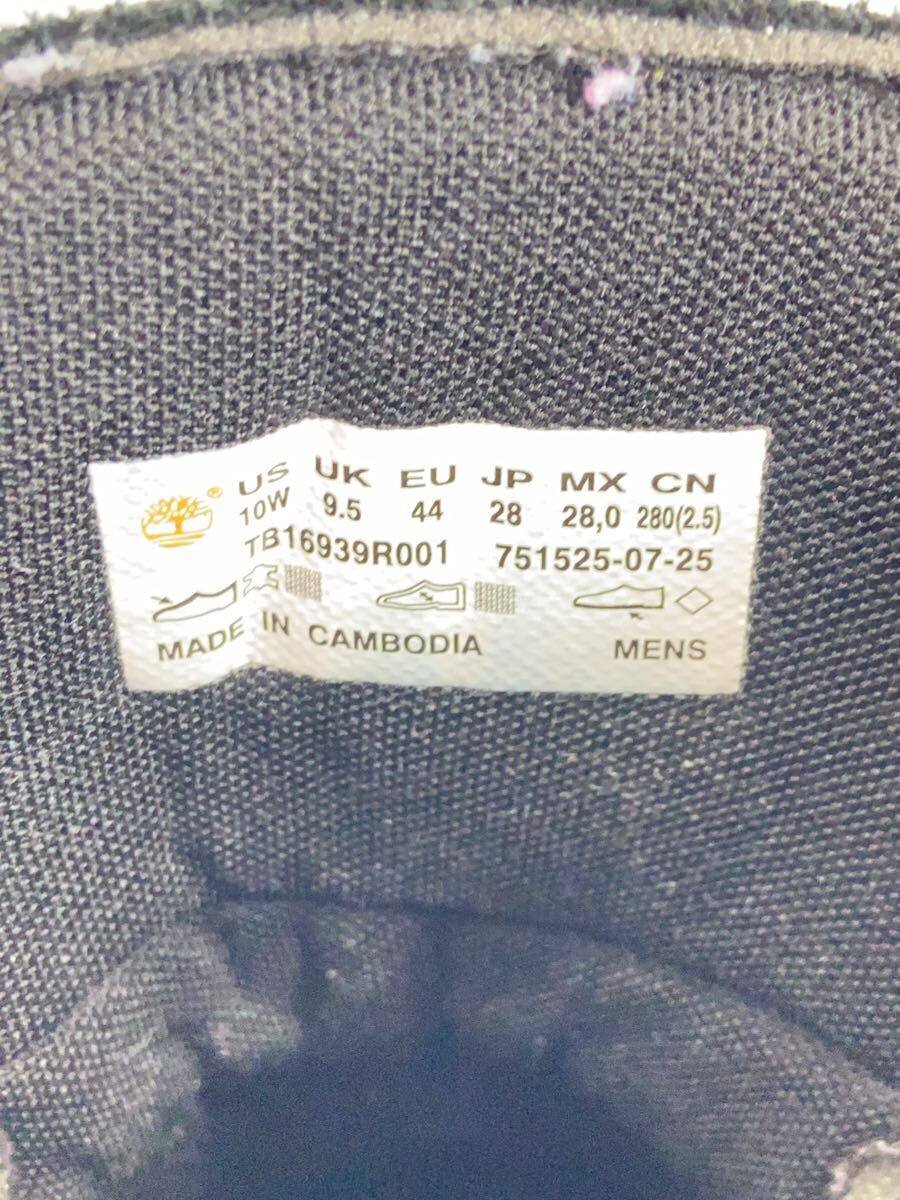 US UK EU JP MX CN
10W 9.5 44 28 28,0 280(2.5)
TB16939R001 751525-07-25
MADE IN CAMBODIA MENS